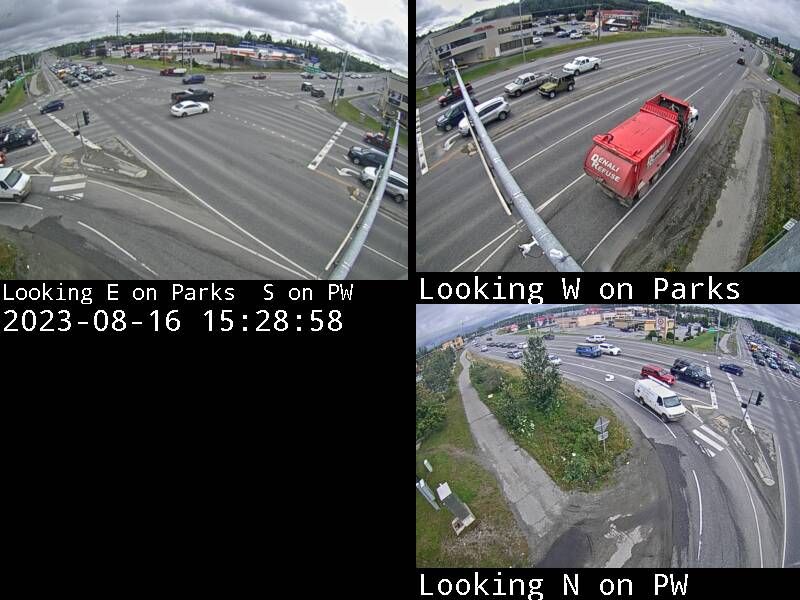 Looking E on Parks  S on PW
2023-08-16 15:28:58
DENALI
REFUSE
Looking W on Parks
Looking N on PW